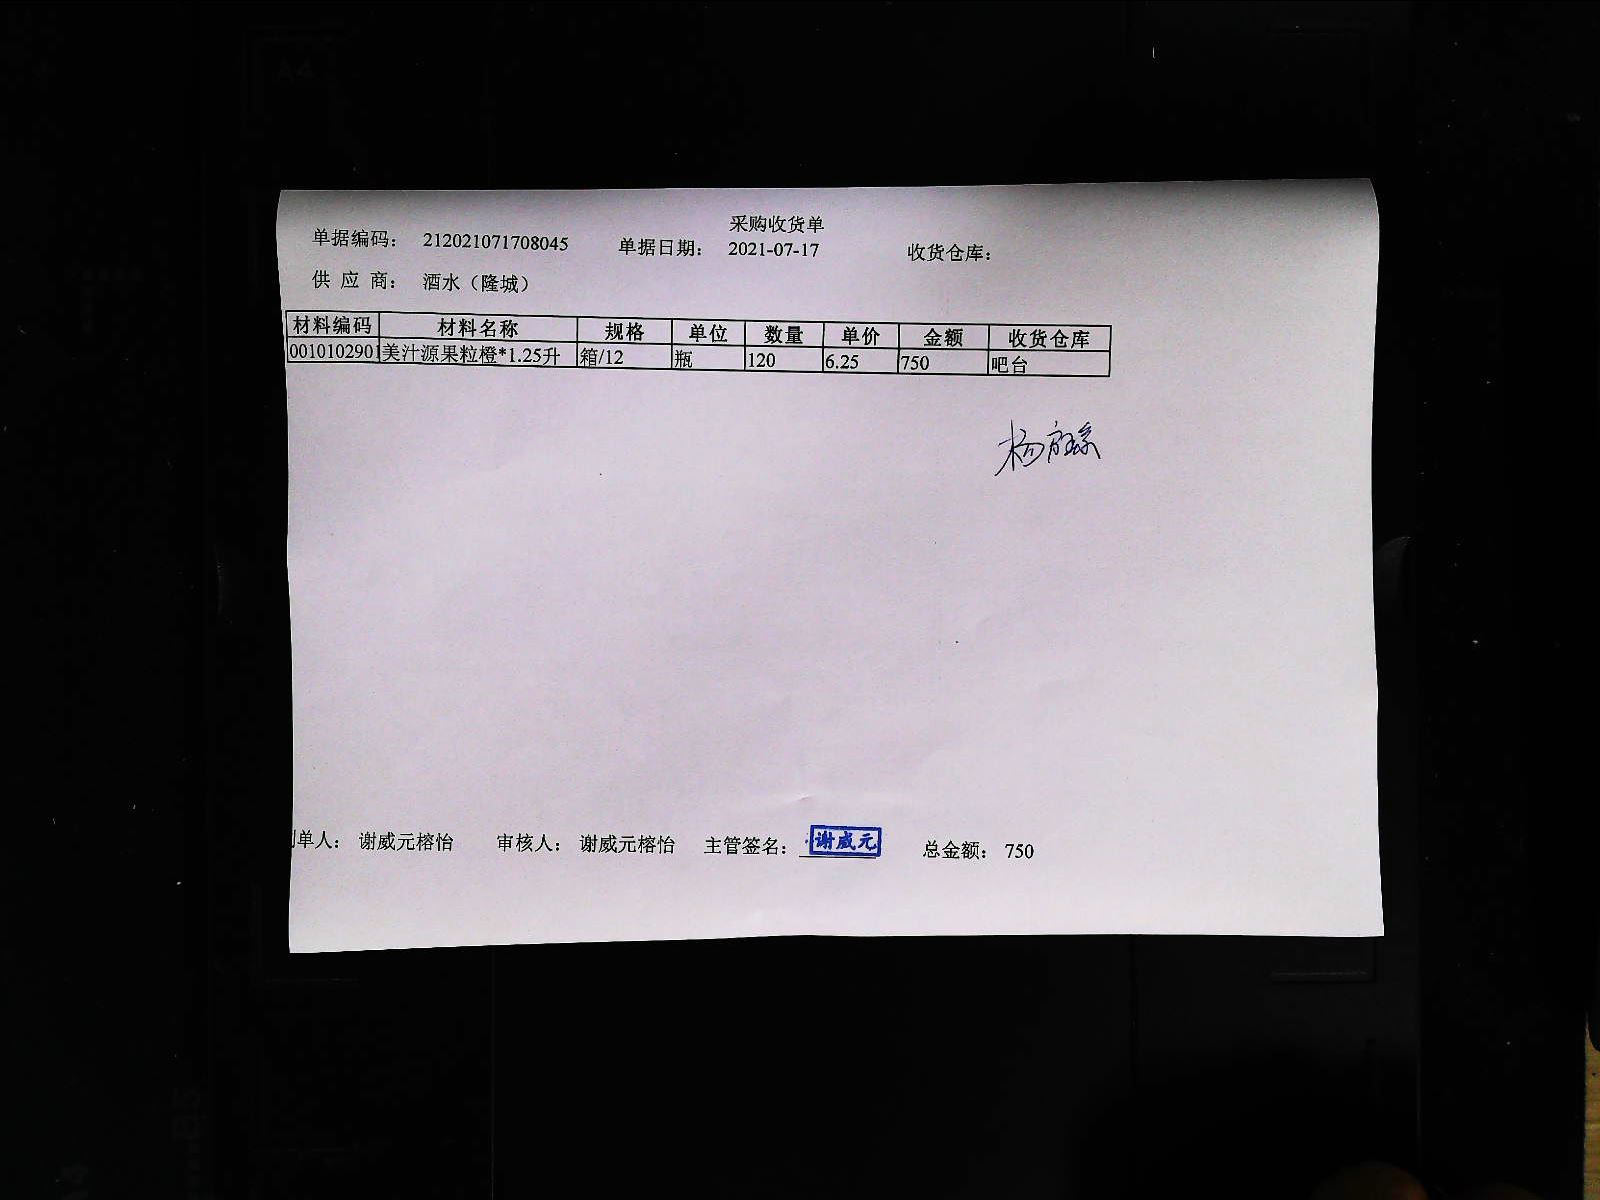 采购收货单
单据编码： 212021071708045 单据日期： 2021-07-17 收货仓库：
供 应 商： 酒水（隆城）
材料编码 材料名称 规格 单位 数量 单价 金额 收货仓库
0010102901 美汁源果粒橙*1.25升 箱/12 瓶 120 6.25 750 吧台
单人： 谢威元榕怡 审核人： 谢威元榕怡 主管签名： 谢威元 总金额： 750